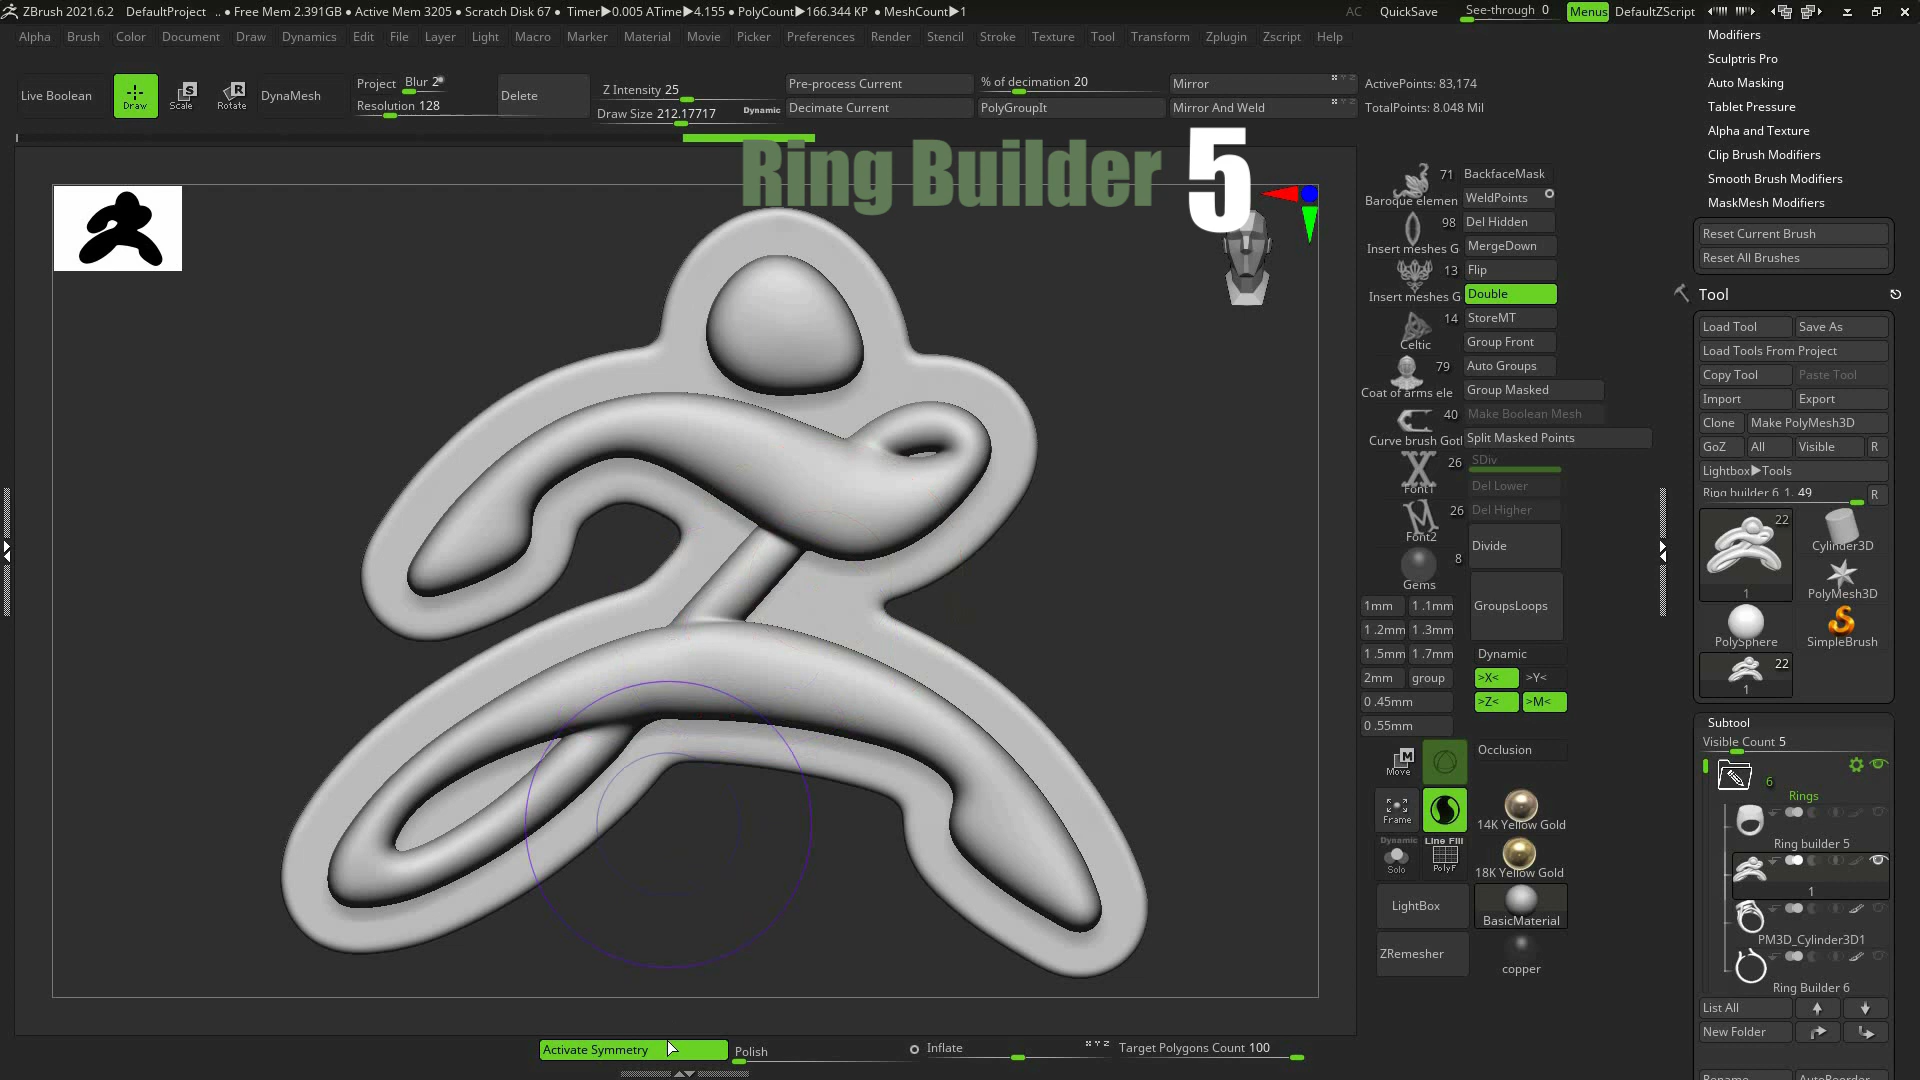 ZBrush 2021.6.2 DefaultProject .. ● Free Mem 2.391GB ● Active Mem 3205 ● Scratch Disk 67 ● Timer▶0.005 ATime▶4.155 ● PolyCount▶166.344 KP ● MeshCount▶1 AC QuickSave See-through 0 Menus DefaultZScript
Alpha Brush Color Document Draw Dynamics Edit File Layer Light Macro Marker Material Movie Picker Preferences Render Stencil Stroke Texture Tool Transform Zplugin Zscript Help
Live Boolean
Draw
Scale
Rotate
DynaMesh
Project Blur 2
Resolution 128
Delete
Z Intensity 25
Draw Size 212.17717 Dynamic
Pre-process Current
Decimate Current
% of decimation 20
PolyGroupIt
Mirror
Mirror And Weld
ActivePoints: 83,174
TotalPoints: 8.048 Mil
Ring Builder 5
71
Baroque elemen
98
Insert meshes G
13
Insert meshes G
14
Celtic
79
Coat of arms ele
40
Curve brush Gotl
26
Font1
26
Font2
8
Gems
BackfaceMask
WeldPoints
Del Hidden
MergeDown
Flip
Double
StoreMT
Group Front
Auto Groups
Group Masked
Make Boolean Mesh
Split Masked Points
SDiv
Del Lower
Del Higher
Divide
GroupsLoops
1mm 1 .1mm
1 .2mm 1 .3mm
1 .5mm 1 .7mm
2mm group
0 .45mm
0 .55mm
Dynamic
>X< >Y<
>Z< >M<
Move
Occlusion
Frame
14K Yellow Gold
Dynamic
Solo
Line Fill
PolyF
18K Yellow Gold
LightBox
BasicMaterial
ZRemesher
copper
Modifiers
Sculptris Pro
Auto Masking
Tablet Pressure
Alpha and Texture
Clip Brush Modifiers
Smooth Brush Modifiers
MaskMesh Modifiers
Reset Current Brush
Reset All Brushes
Tool
Load Tool Save As
Load Tools From Project
Copy Tool Paste Tool
Import Export
Clone Make PolyMesh3D
GoZ All Visible R
Lightbox▶Tools
Ring builder 6_1. 49 R
22
1
Cylinder3D
PolyMesh3D
PolySphere
SimpleBrush
22
1
Subtool
Visible Count 5
6
Rings
Ring builder 5
1
PM3D_Cylinder3D1
Ring Builder 6
List All
New Folder
Rename AutoReorder
Activate Symmetry
Polish
Inflate
Target Polygons Count 100